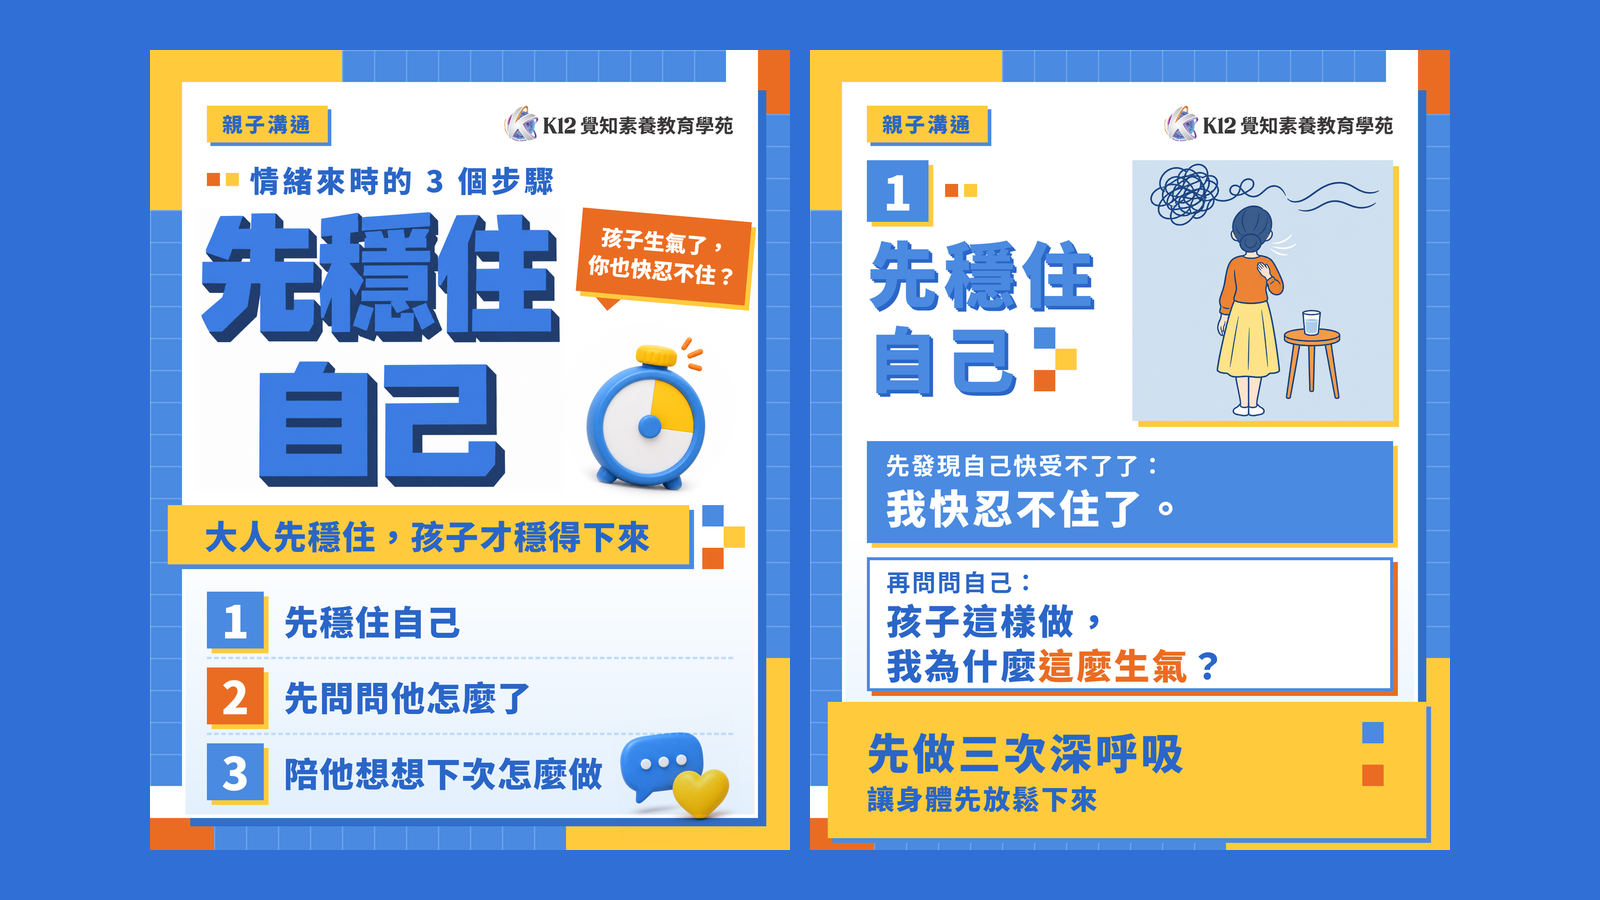 親子溝通
K12 覺知素養教育學苑
情緒來時的 3 個步驟
先穩住
自己
孩子生氣了，
你也快忍不住？
大人先穩住，孩子才穩得下來
1 先穩住自己
2 先問問他怎麼了
3 陪他想想下次怎麼做
親子溝通
K12 覺知素養教育學苑
1
先穩住
自己
先發現自己快受不了了：
我快忍不住了。
再問問自己：
孩子這樣做，
我為什麼這麼生氣？
先做三次深呼吸
讓身體先放鬆下來